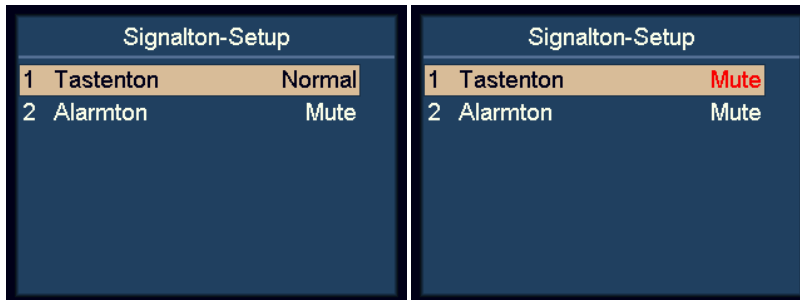 Signalton-Setup
1 Tastenton Normal
2 Alarmton Mute
Signalton-Setup
1 Tastenton Mute
2 Alarmton Mute